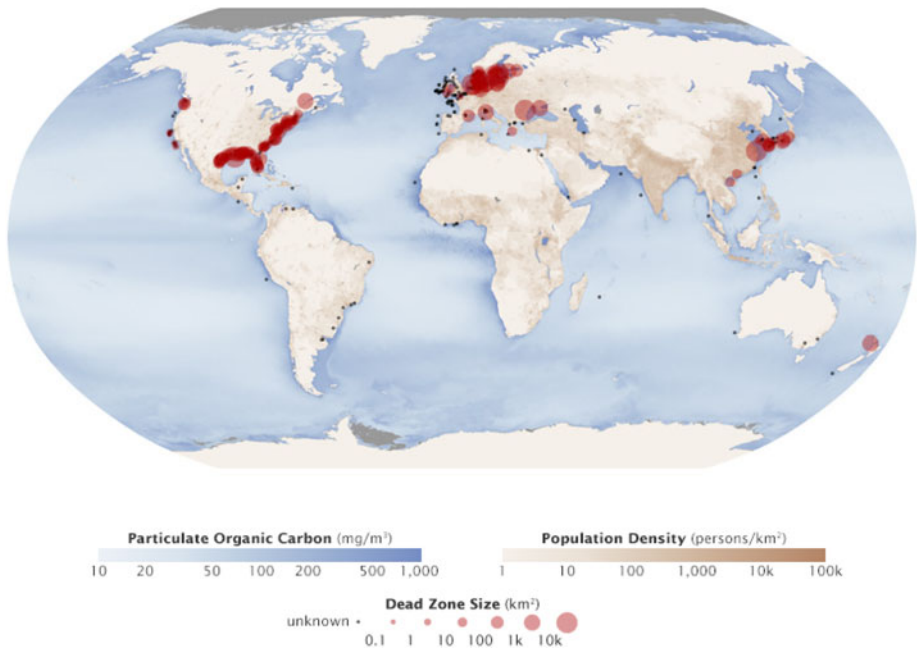 Particulate Organic Carbon (mg/m³)
10 20 50 100 200 500 1,000
Population Density (persons/km²)
1 10 100 1,000 10k 100k
Dead Zone Size (km²)
unknown
0.1 1 10 100 1k 10k